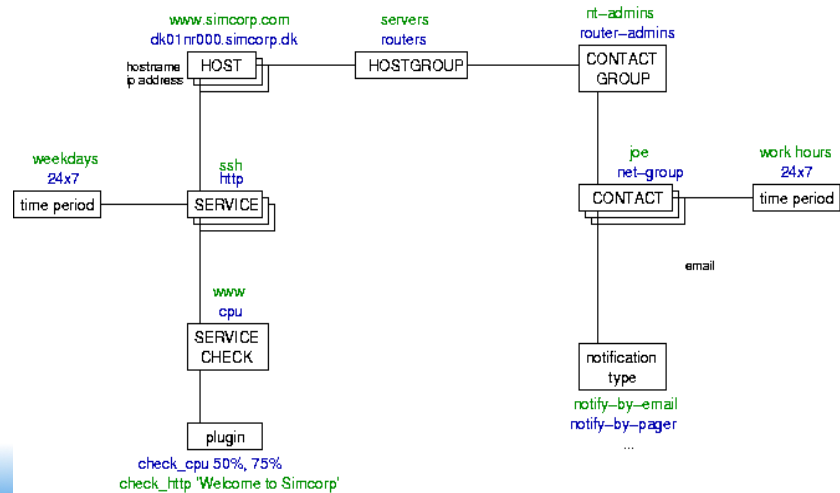 www.simcorp.com
dk01nr000.simcorp.dk
hostname
ip address
HOST
servers
routers
HOSTGROUP
nt-admins
router-admins
CONTACT
GROUP
weekdays
24x7
time period
ssh
http
SERVICE
joe
net-group
CONTACT
work hours
24x7
time period
email
www
cpu
SERVICE
CHECK
notification
type
notify-by-email
notify-by-pager
...
plugin
check_cpu 50%, 75%
check_http 'Welcome to Simcorp'